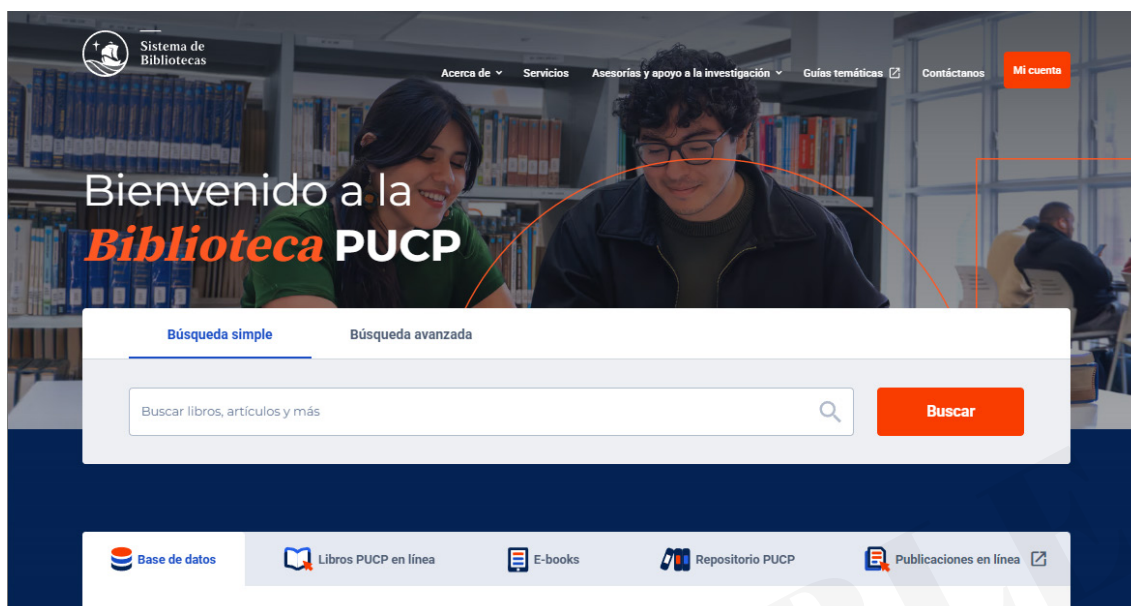 Sistema de
Bibliotecas
Acerca de
Servicios
Asesorías y apoyo a la investigación
Guías temáticas
Contáctanos
Mi cuenta
Bienvenido a la
Biblioteca PUCP
Búsqueda simple
Búsqueda avanzada
Buscar libros, artículos y más
Buscar
Base de datos
Libros PUCP en línea
E-books
Repositorio PUCP
Publicaciones en línea